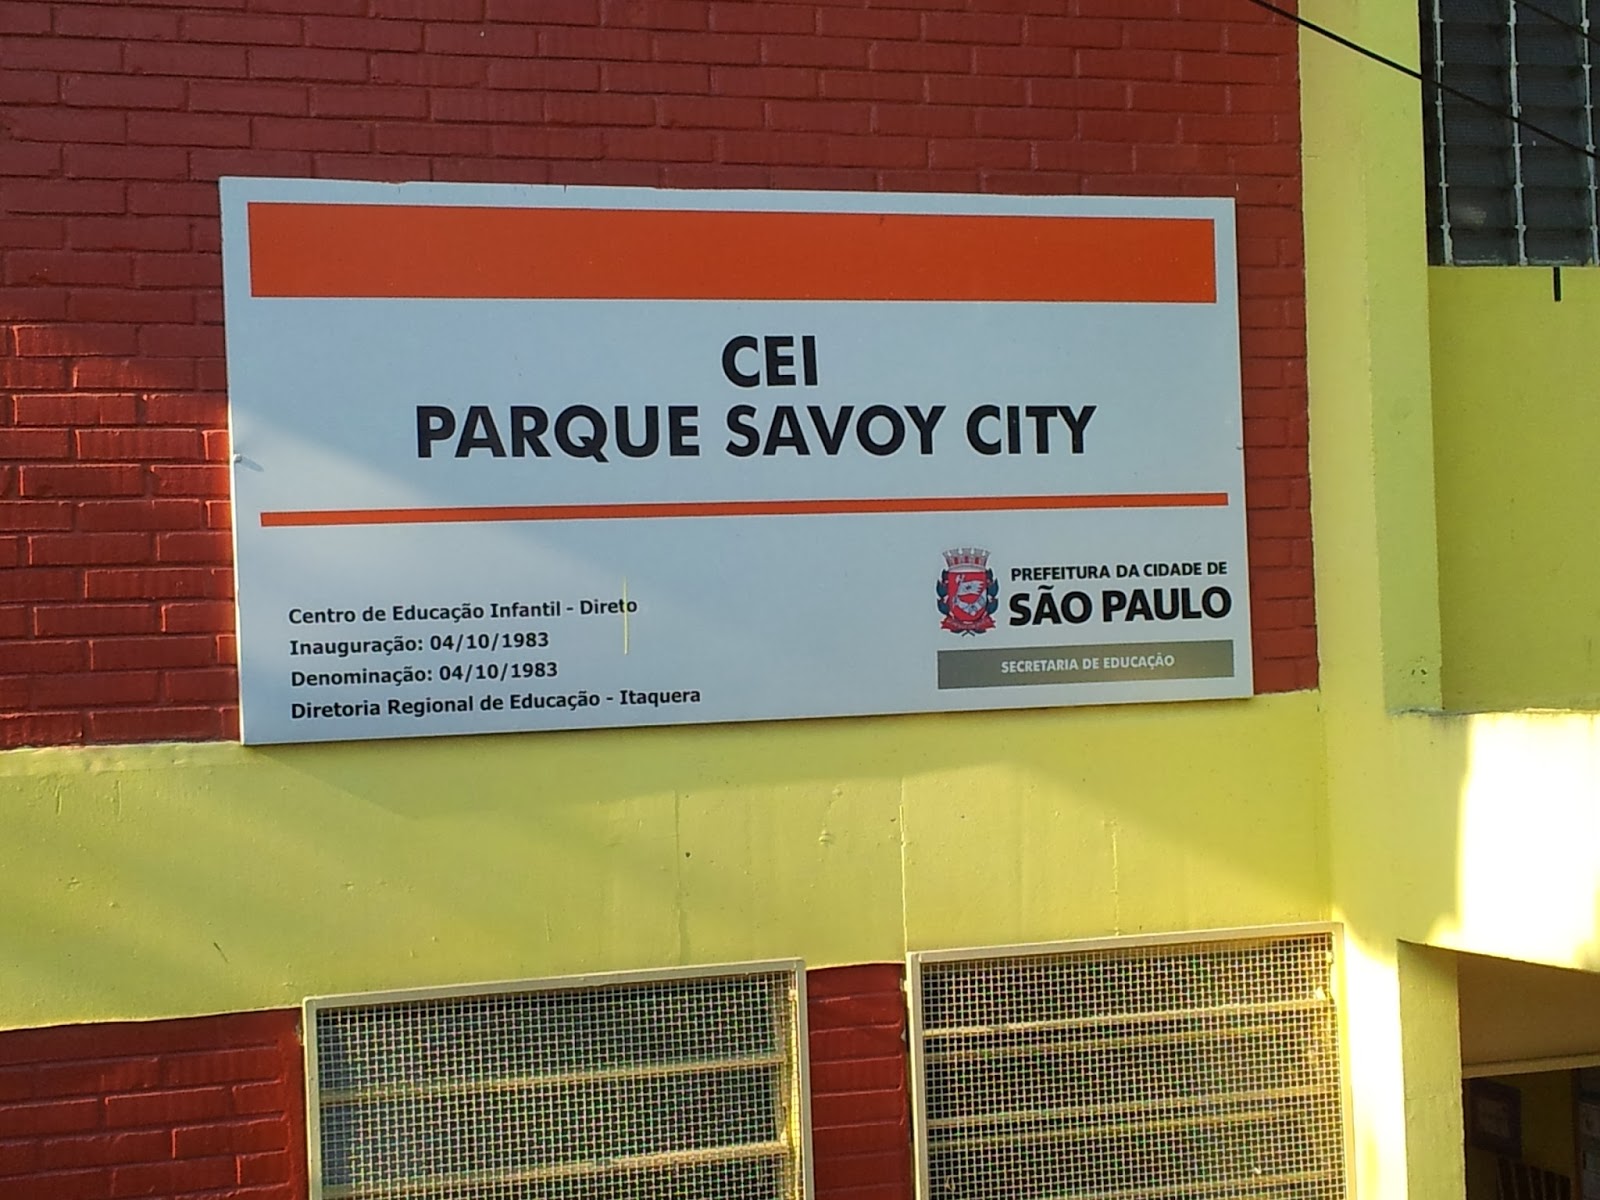 CEI
PARQUE SAVOY CITY
Centro de Educação Infantil - Direto
Inauguração: 04/10/1983
Denominação: 04/10/1983
Diretoria Regional de Educação - Itaquera
PREFEITURA DA CIDADE DE
SÃO PAULO
SECRETARIA DE EDUCAÇÃO